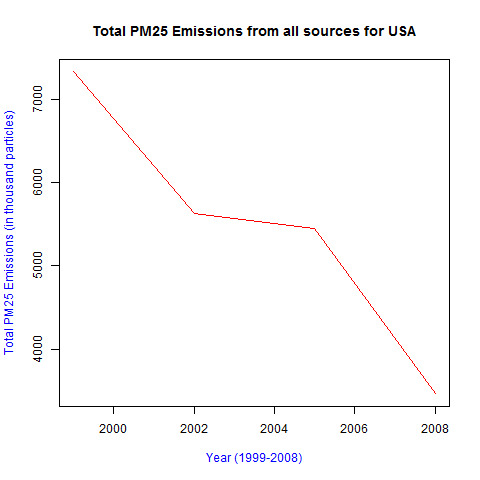 Total PM25 Emissions from all sources for USA
Total PM25 Emissions (in thousand particles)
7000
6000
5000
4000
2000 2002 2004 2006 2008
Year (1999-2008)